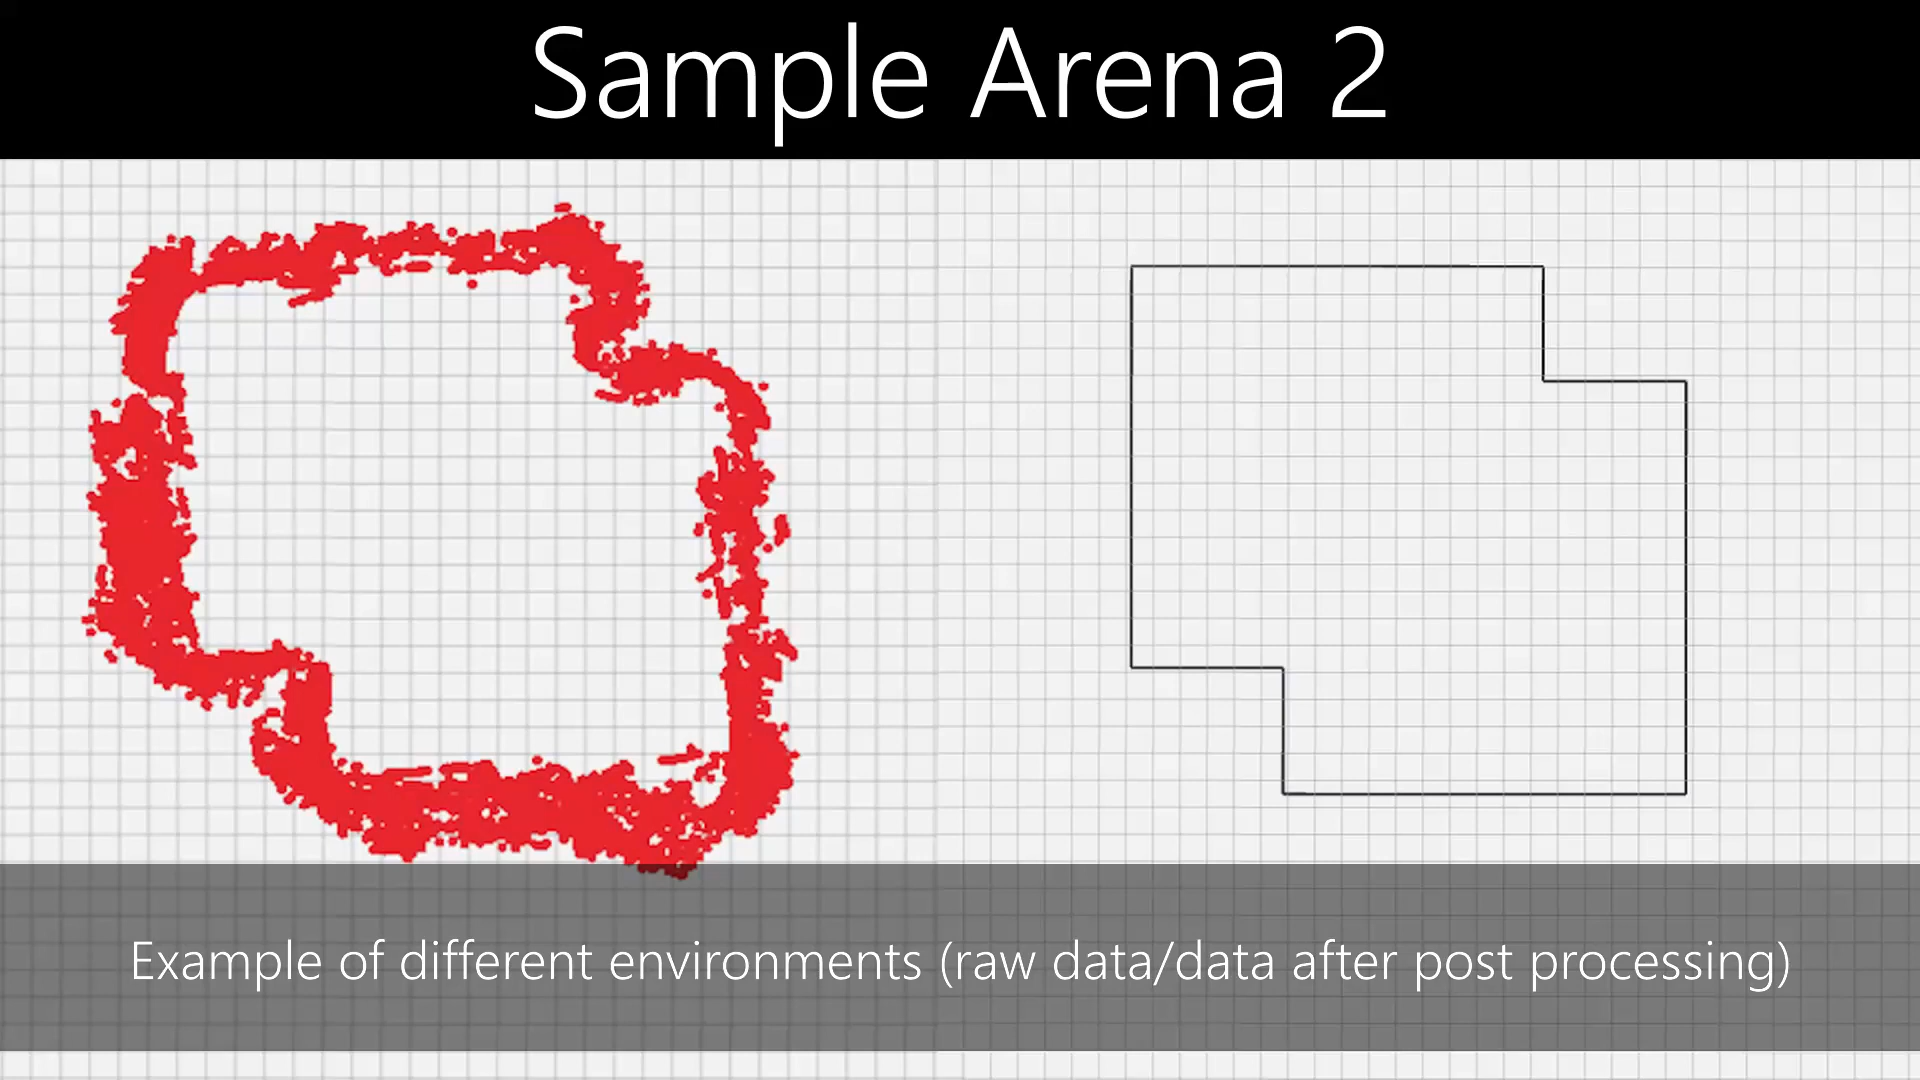 Sample Arena 2
Example of different environments (raw data/data after post processing)